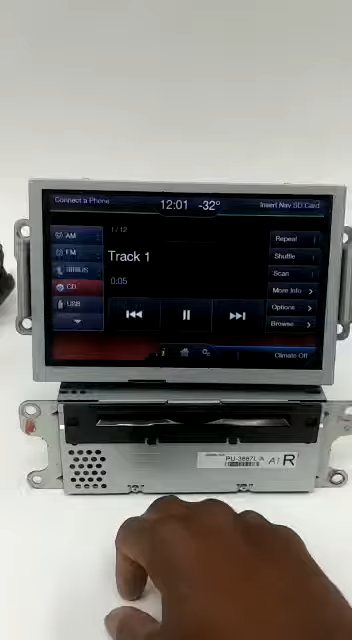 Connect a Phone
12:01 -32°
Insert Nav SD Card
AM
FM
SIRIUS
CD
USB
1/12
Track 1
0:05
Repeat
Shuffle
Scan
More Info >
Options >
Browse >
Climate Off
A1 R